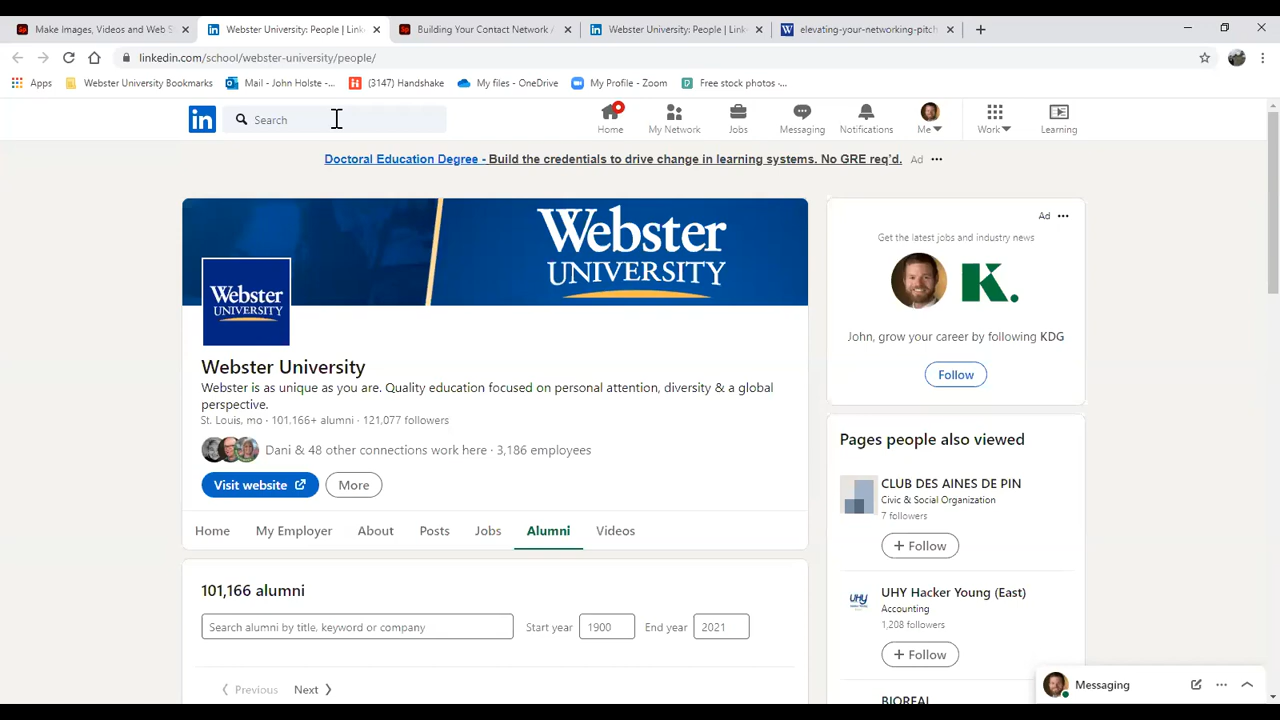 Make Images, Videos and Web S
Webster University: People | Link
Building Your Contact Network /
Webster University: People | Link
elevating-your-networking-pitch
linkedin.com/school/webster-university/people/
Apps
Webster University Bookmarks
Mail - John Holste -...
(3147) Handshake
My files - OneDrive
My Profile - Zoom
Free stock photos -...
in
Search
Home
My Network
Jobs
Messaging
Notifications
Me
Work
Learning
Doctoral Education Degree - Build the credentials to drive change in learning systems. No GRE req'd.
Ad
Webster
UNIVERSITY
Webster
UNIVERSITY
Webster University
Webster is as unique as you are. Quality education focused on personal attention, diversity & a global
perspective.
St. Louis, mo · 101,166+ alumni · 121,077 followers
Dani & 48 other connections work here · 3,186 employees
Visit website
More
Home
My Employer
About
Posts
Jobs
Alumni
Videos
101,166 alumni
Search alumni by title, keyword or company
Start year
1900
End year
2021
Previous
Next
Ad
Get the latest jobs and industry news
K.
John, grow your career by following KDG
Follow
Pages people also viewed
CLUB DES AINES DE PIN
Civic & Social Organization
7 followers
+ Follow
UHY
UHY Hacker Young (East)
Accounting
1,208 followers
+ Follow
BIOREAL
Messaging